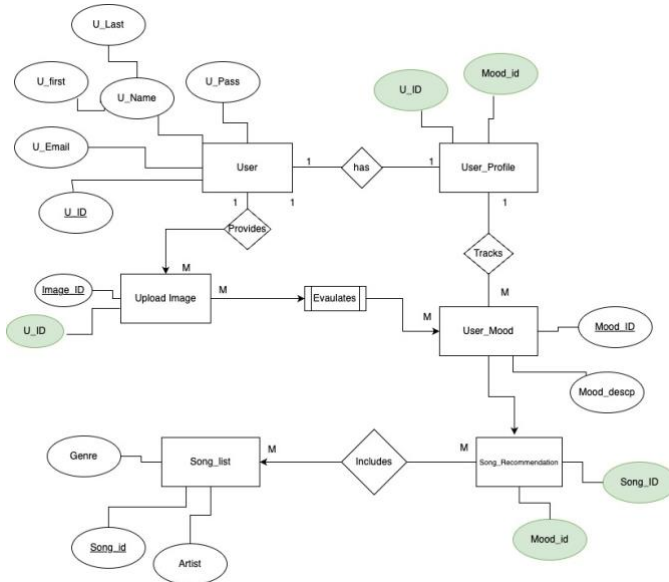 U_Last
U_first
U_Name
U_Pass
U_ID
Mood_id
U_Email
User
1
has
1
User_Profile
U_ID
1
1
1
Provides
Tracks
M
M
Image_ID
Upload Image
M
Evaulates
M
User_Mood
Mood_ID
U_ID
Mood_descp
Genre
Song_list
M
Includes
M
Song_Recommendation
Song_ID
Song_id
Artist
Mood_id